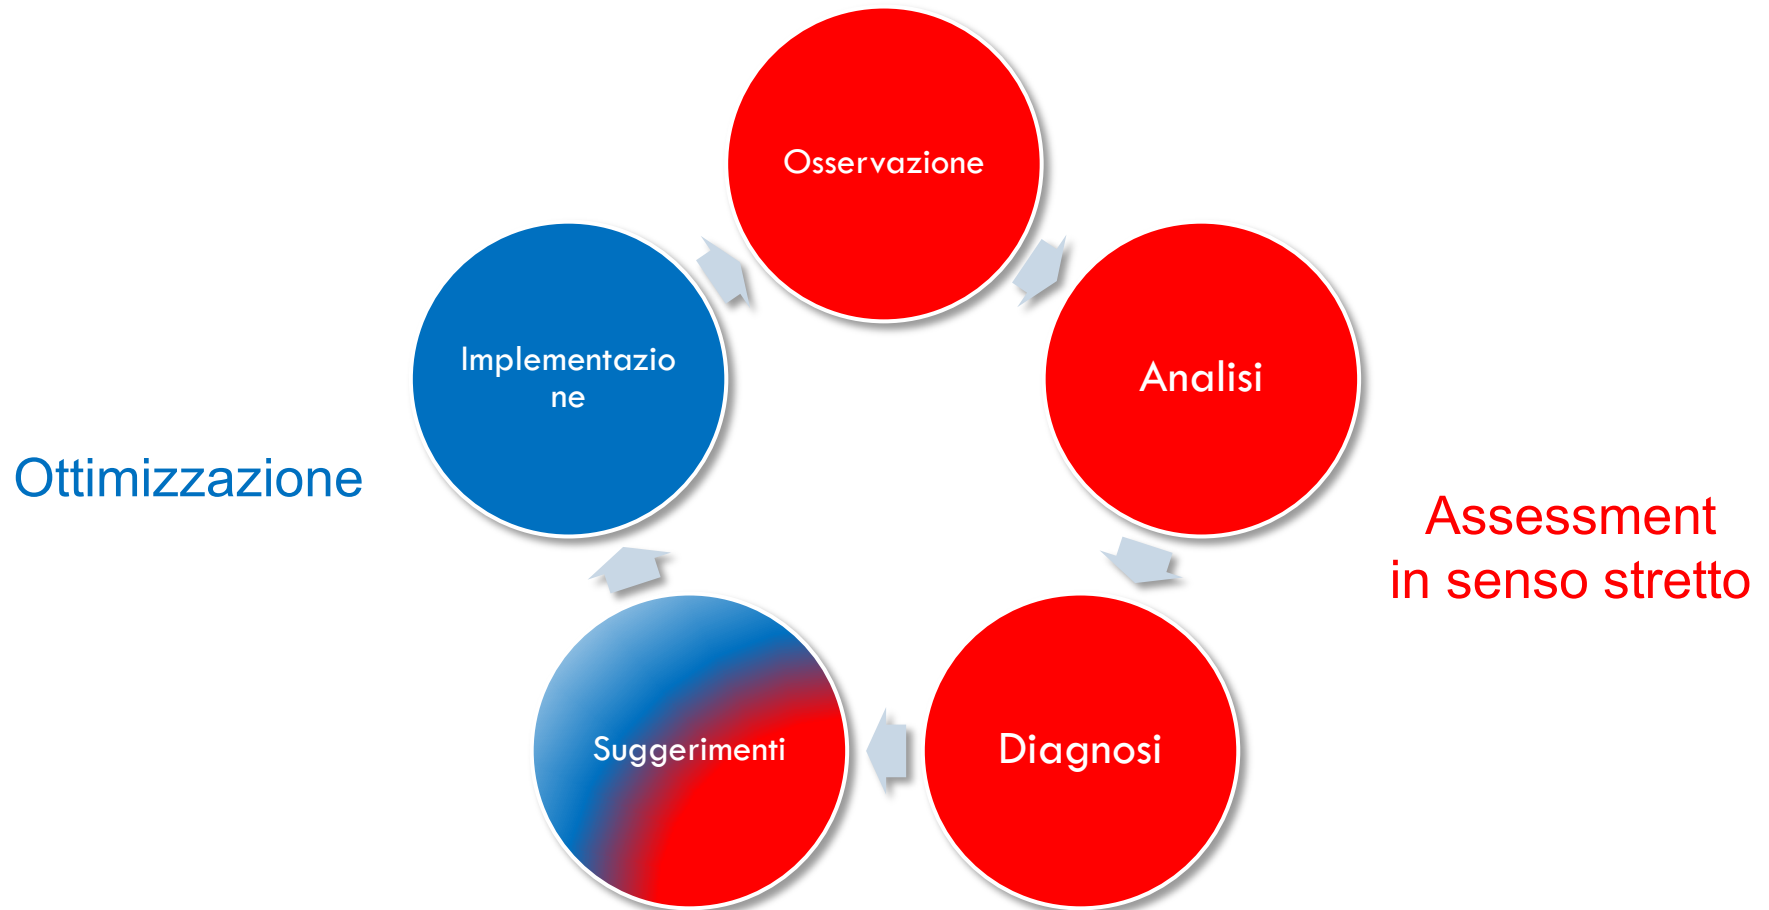 Osservazione
Implementazio
ne
Analisi
Ottimizzazione
Assessment
in senso stretto
Suggerimenti
Diagnosi